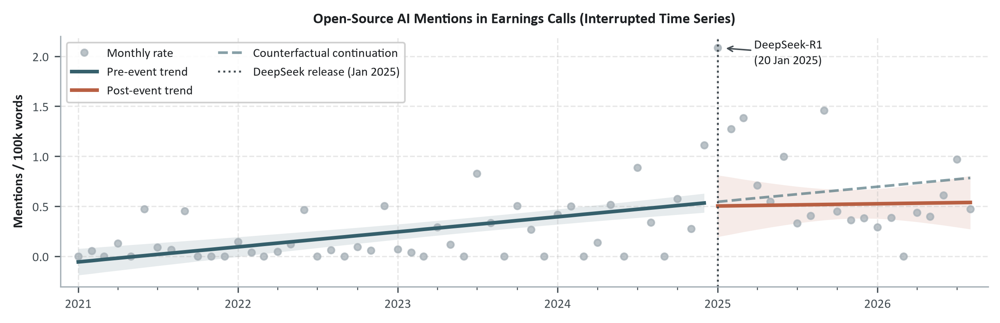 Open-Source AI Mentions in Earnings Calls (Interrupted Time Series)
Mentions / 100k words
2.0
1.5
1.0
0.5
0.0
Monthly rate
Pre-event trend
Post-event trend
Counterfactual continuation
DeepSeek release (Jan 2025)
DeepSeek-R1
(20 Jan 2025)
2021
2022
2023
2024
2025
2026